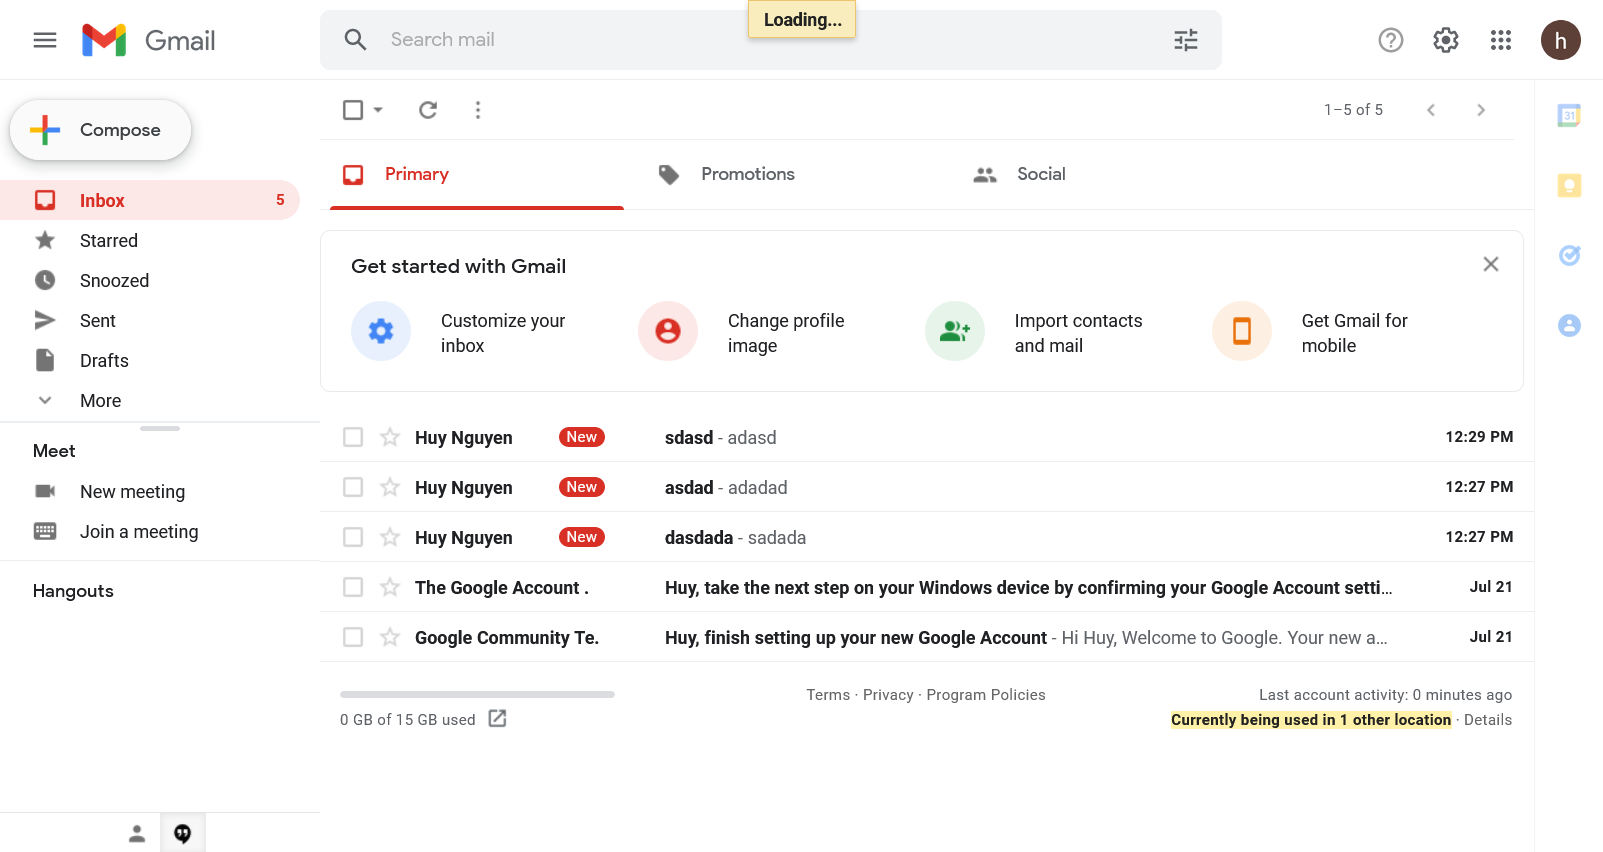 Loading...
Gmail
Search mail
h
Compose
1–5 of 5
31
Inbox 5
Starred
Snoozed
Sent
Drafts
More
Meet
New meeting
Join a meeting
Hangouts
Primary
Promotions
Social
Get started with Gmail
Customize your
inbox
Change profile
image
Import contacts
and mail
Get Gmail for
mobile
Huy Nguyen New sdasd - adasd 12:29 PM
Huy Nguyen New asdad - adadad 12:27 PM
Huy Nguyen New dasdada - sadada 12:27 PM
The Google Account . Huy, take the next step on your Windows device by confirming your Google Account setti... Jul 21
Google Community Te. Huy, finish setting up your new Google Account - Hi Huy, Welcome to Google. Your new a... Jul 21
0 GB of 15 GB used
Terms · Privacy · Program Policies
Last account activity: 0 minutes ago
Currently being used in 1 other location · Details